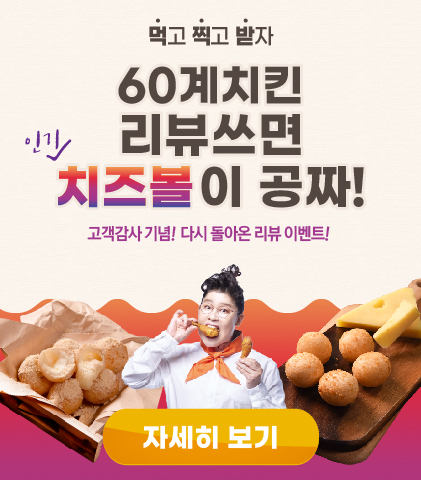 먹고 찍고 받자
60계치킨
리뷰쓰면
인기
치즈볼이 공짜!
고객감사 기념! 다시 돌아온 리뷰 이벤트!
자세히 보기